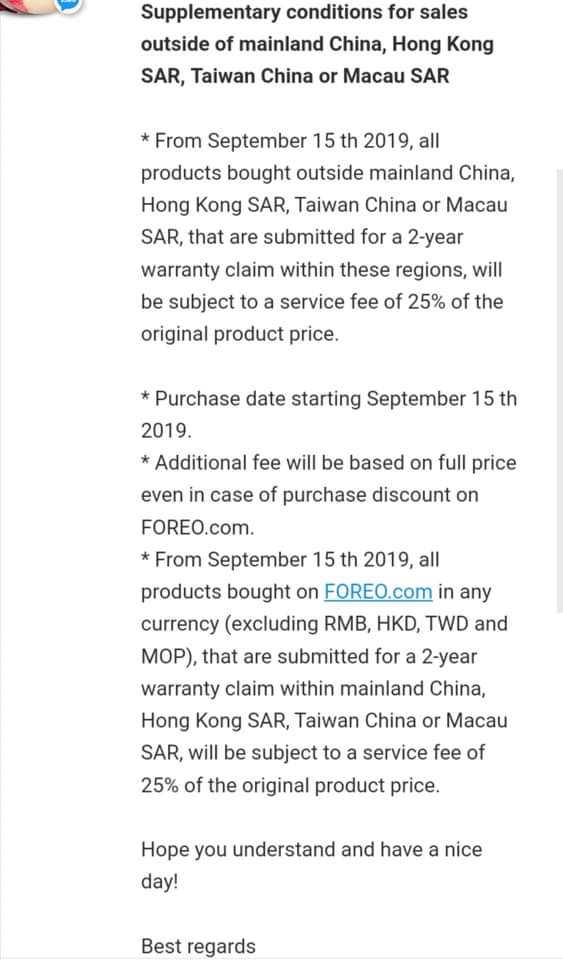 Supplementary conditions for sales
outside of mainland China, Hong Kong
SAR, Taiwan China or Macau SAR
* From September 15 th 2019, all
products bought outside mainland China,
Hong Kong SAR, Taiwan China or Macau
SAR, that are submitted for a 2-year
warranty claim within these regions, will
be subject to a service fee of 25% of the
original product price.
* Purchase date starting September 15 th
2019.
* Additional fee will be based on full price
even in case of purchase discount on
FOREO.com.
* From September 15 th 2019, all
products bought on FOREO.com in any
currency (excluding RMB, HKD, TWD and
MOP), that are submitted for a 2-year
warranty claim within mainland China,
Hong Kong SAR, Taiwan China or Macau
SAR, will be subject to a service fee of
25% of the original product price.
Hope you understand and have a nice
day!
Best regards